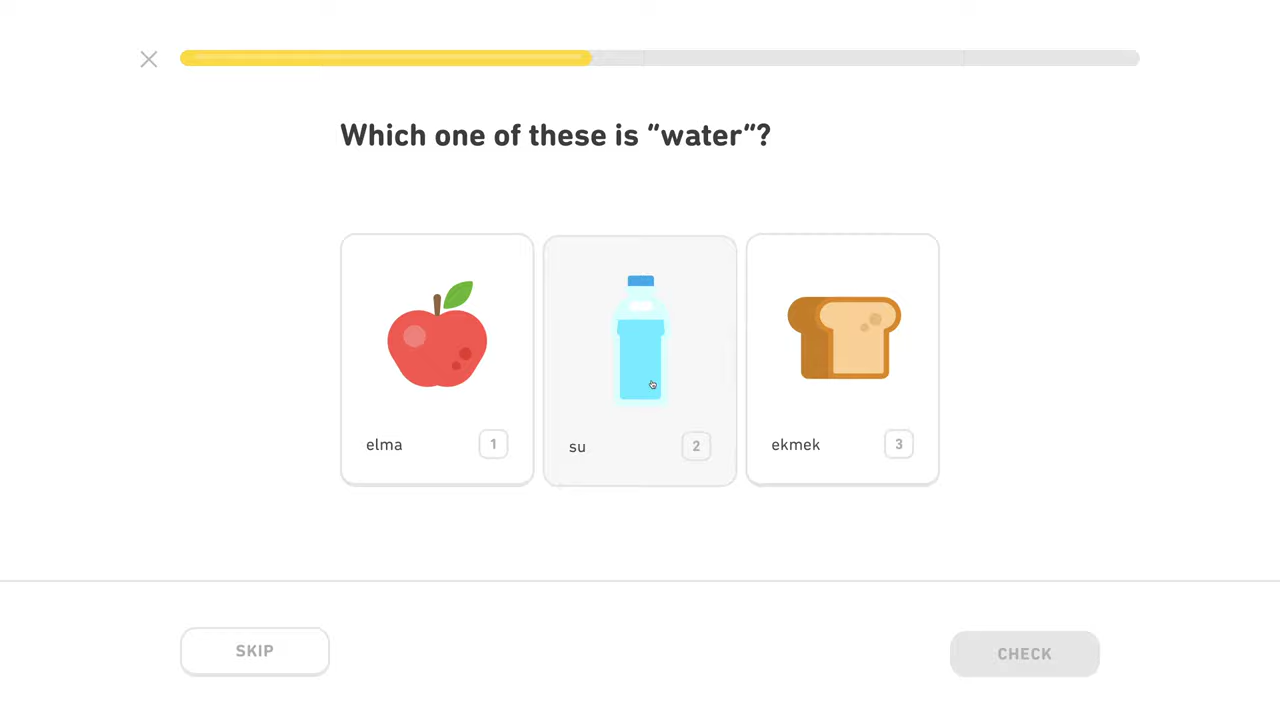 Which one of these is “water“?
elma 1
su 2
ekmek 3
SKIP
CHECK